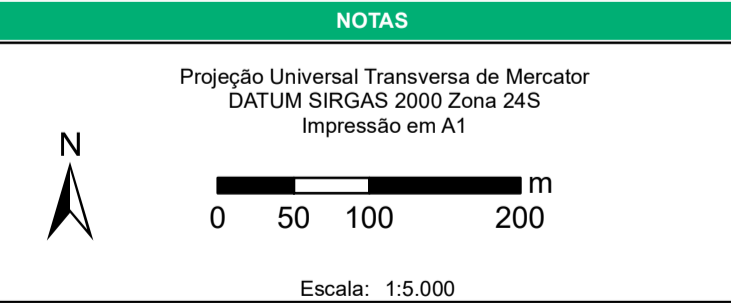 NOTAS
Projeção Universal Transversa de Mercator
DATUM SIRGAS 2000 Zona 24S
Impressão em A1
N
m
0 50 100 200
Escala: 1:5.000